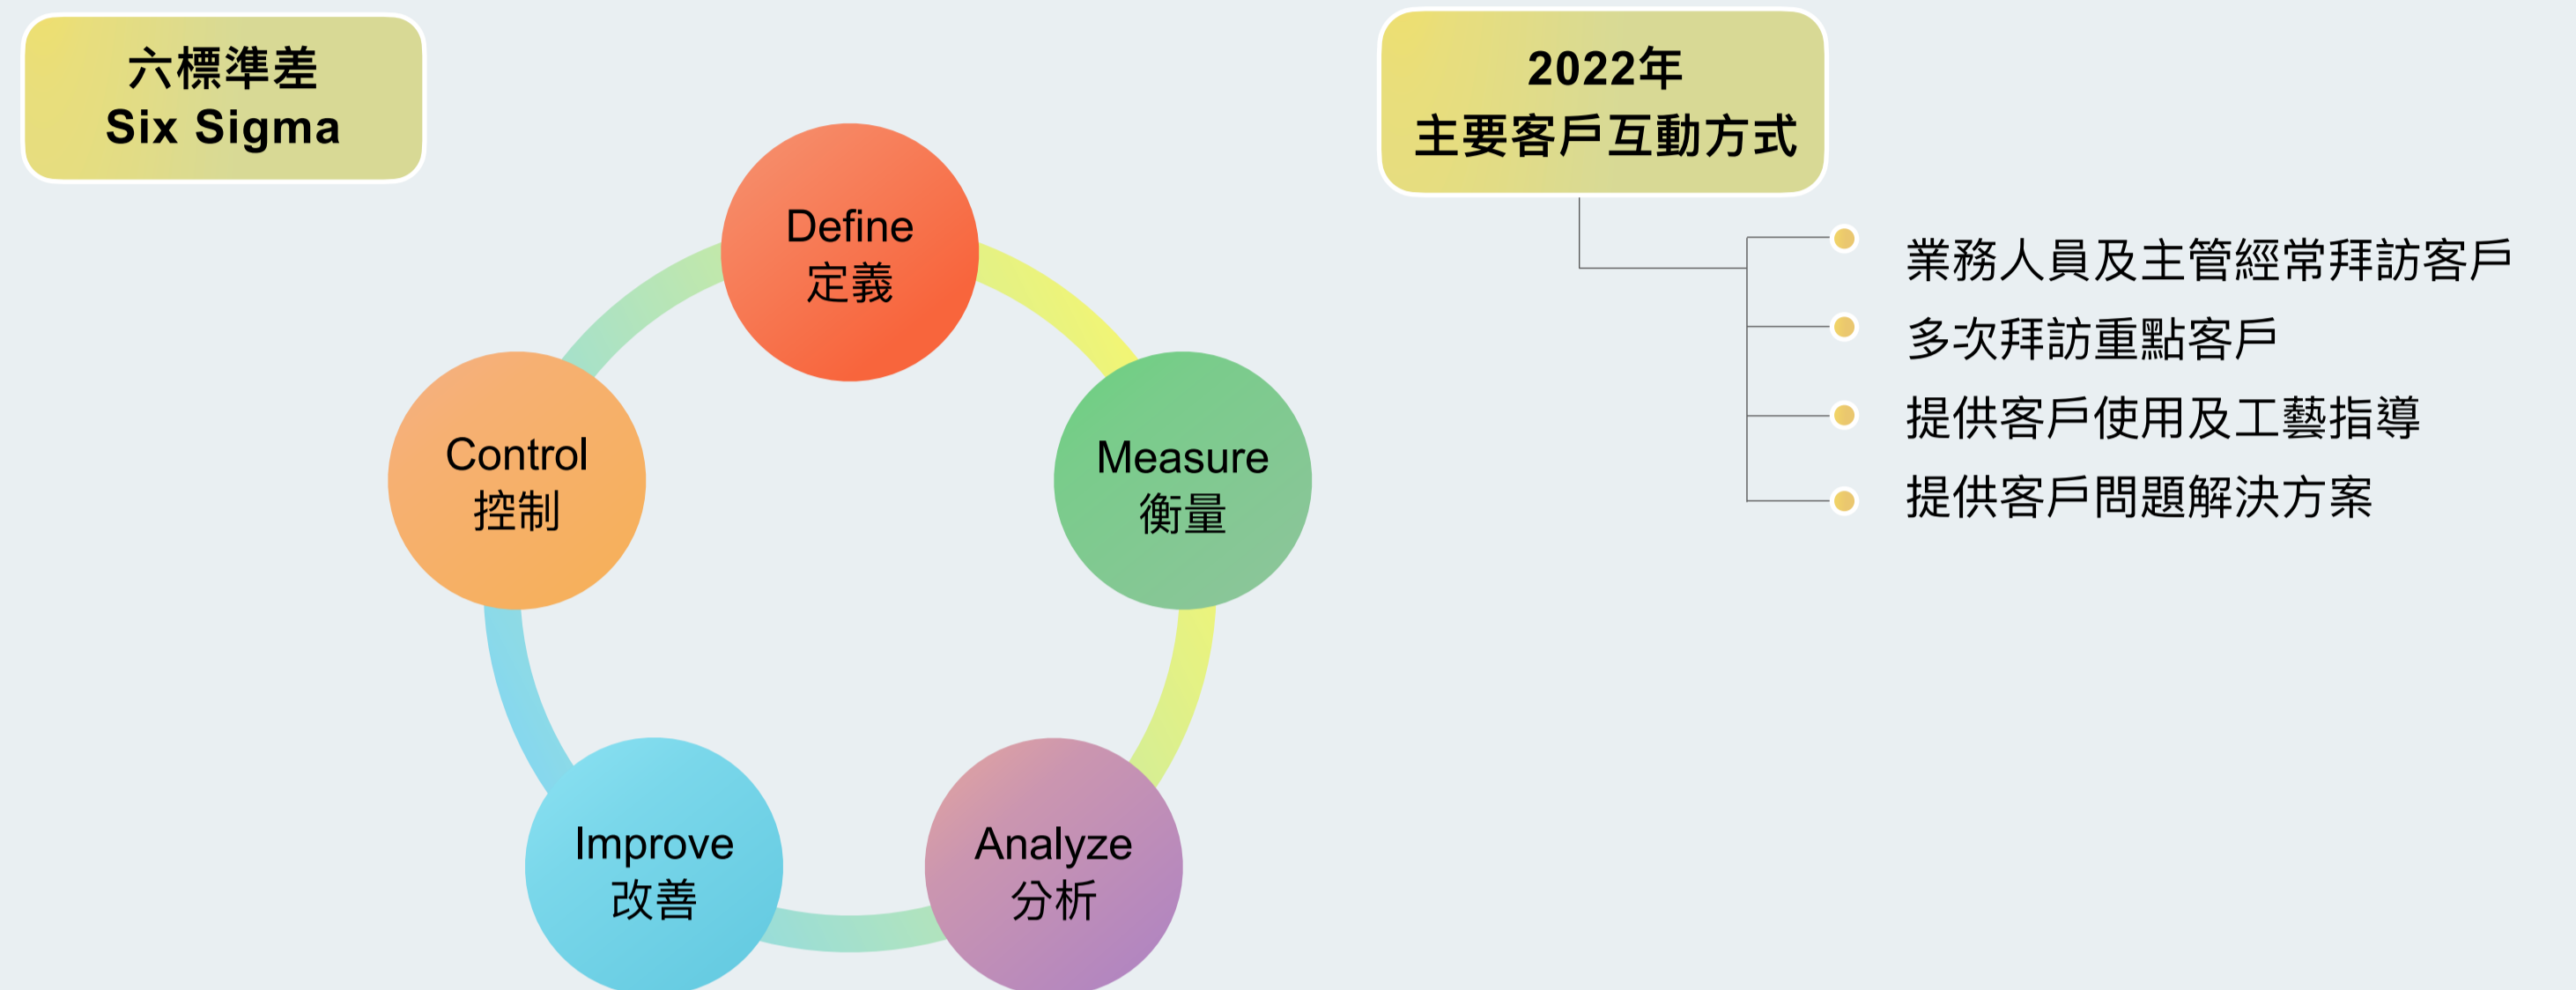 六標準差
Six Sigma
Define
定義
Measure
衡量
Analyze
分析
Improve
改善
Control
控制
2022年
主要客戶互動方式
業務人員及主管經常拜訪客戶
多次拜訪重點客戶
提供客戶使用及工藝指導
提供客戶問題解決方案